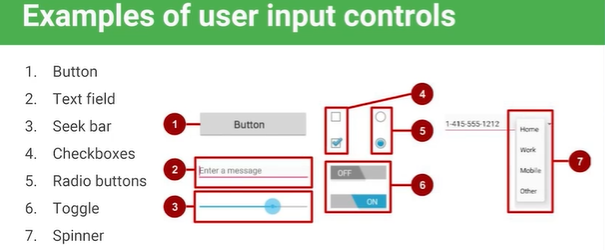 Examples of user input controls
1. Button
2. Text field
3. Seek bar
4. Checkboxes
5. Radio buttons
6. Toggle
7. Spinner
1
Button
2
Enter a message
3
4
5
OFF
ON
6
1-415-555-1212
Home
Work
Mobile
Other
7